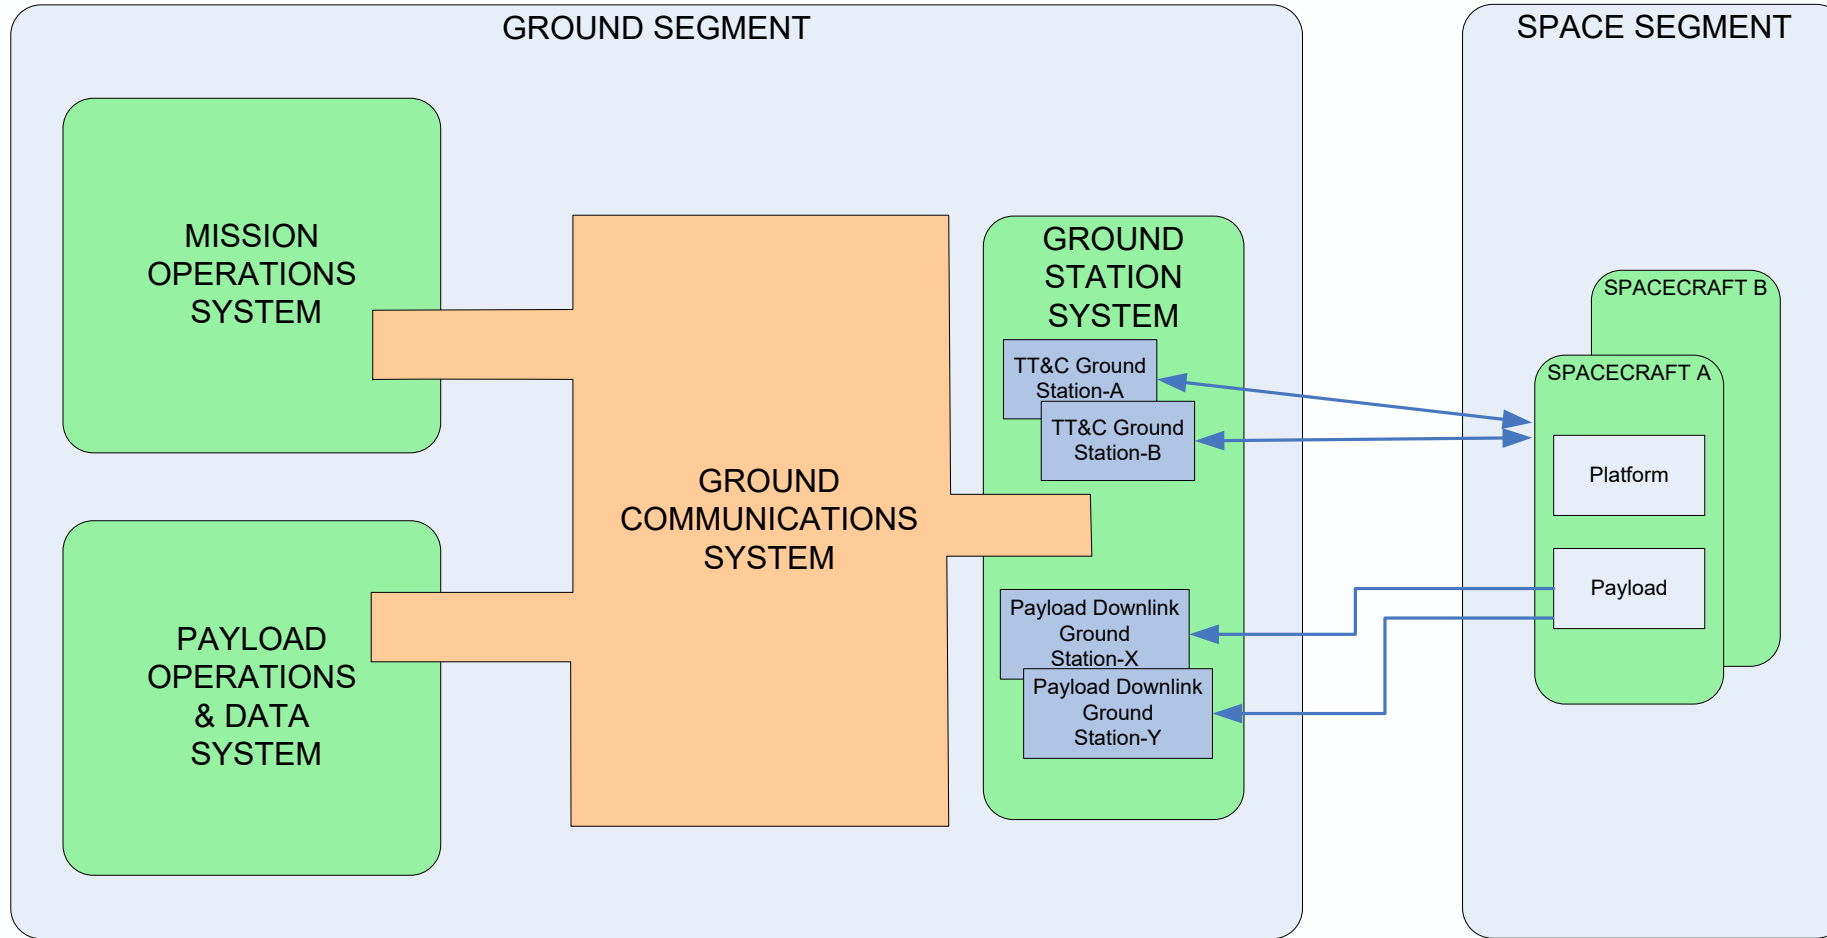 GROUND SEGMENT
MISSION
OPERATIONS
SYSTEM
PAYLOAD
OPERATIONS
& DATA
SYSTEM
GROUND
COMMUNICATIONS
SYSTEM
GROUND
STATION
SYSTEM
TT&C Ground
Station-A
TT&C Ground
Station-B
Payload Downlink
Ground
Station-X
Payload Downlink
Ground
Station-Y
SPACE SEGMENT
SPACECRAFT B
SPACECRAFT A
Platform
Payload